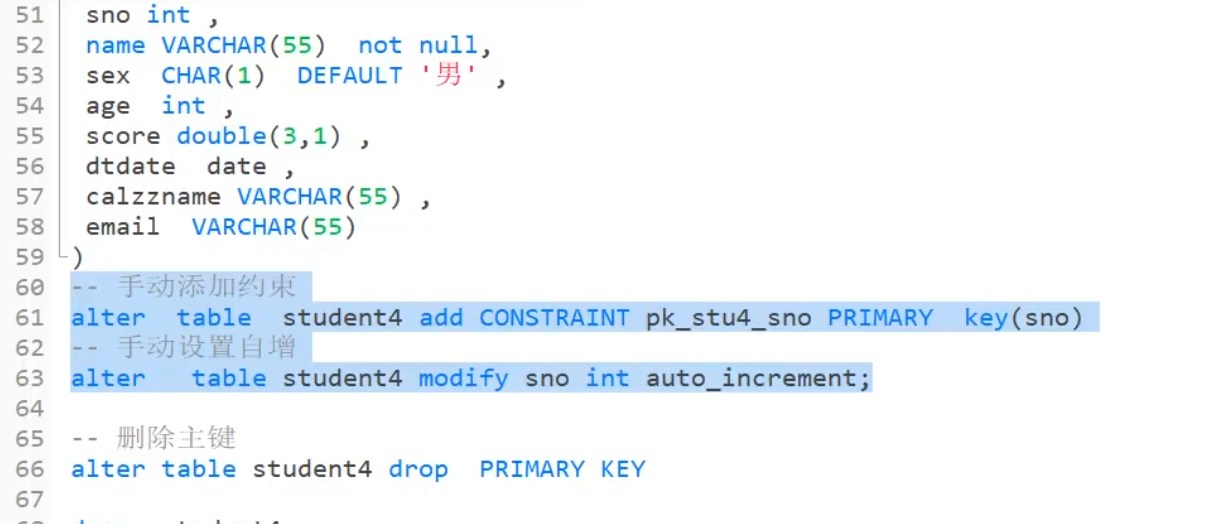 51 sno int ,
52 name VARCHAR(55) not null,
53 sex CHAR(1) DEFAULT '男' ,
54 age int ,
55 score double(3,1) ,
56 dtdate date ,
57 calzzname VARCHAR(55) ,
58 email VARCHAR(55)
59 )
60 -- 手动添加约束
61 alter table student4 add CONSTRAINT pk_stu4_sno PRIMARY key(sno)
62 -- 手动设置自增
63 alter table student4 modify sno int auto_increment;
64
65 -- 删除主键
66 alter table student4 drop PRIMARY KEY
67